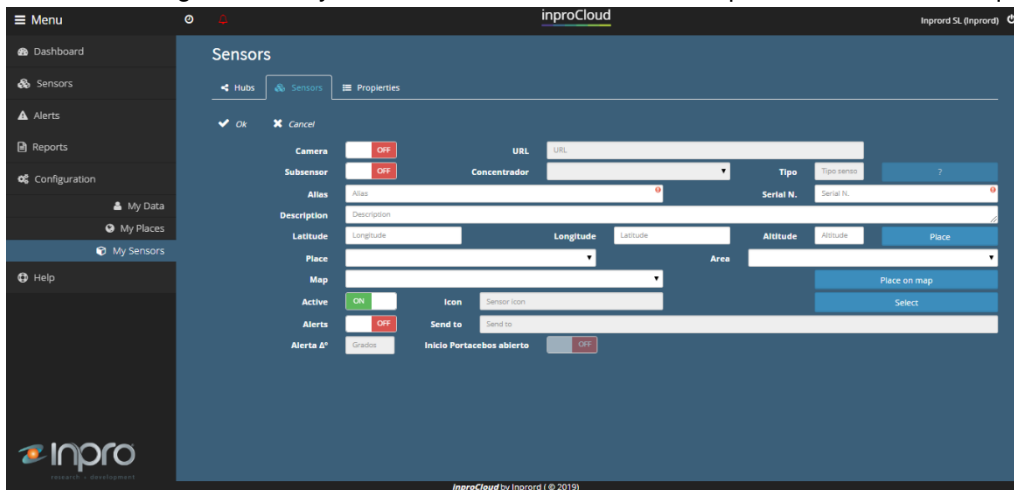 Menu inproCloud Inprord SL (Inprord)
Dashboard
Sensors
Alerts
Reports
Configuration
My Data
My Places
My Sensors
Help
Sensors
Hubs Sensors Propierties
Ok Cancel
Camera OFF URL URL
Subsensor OFF Concentrador Tipo Tipo senso ?
Alias Alias Serial N. Serial N.
Description Description
Latitude Longitude Longitude Latitude Altitude Altitude Place
Place Area
Map Place on map
Active ON Icon Sensor icon Select
Alerts OFF Send to Send to
Alerta Δº Grados Inicio Portacebos abierto OFF
Inpro
research + development
inproCloud by Inprord ( © 2019)